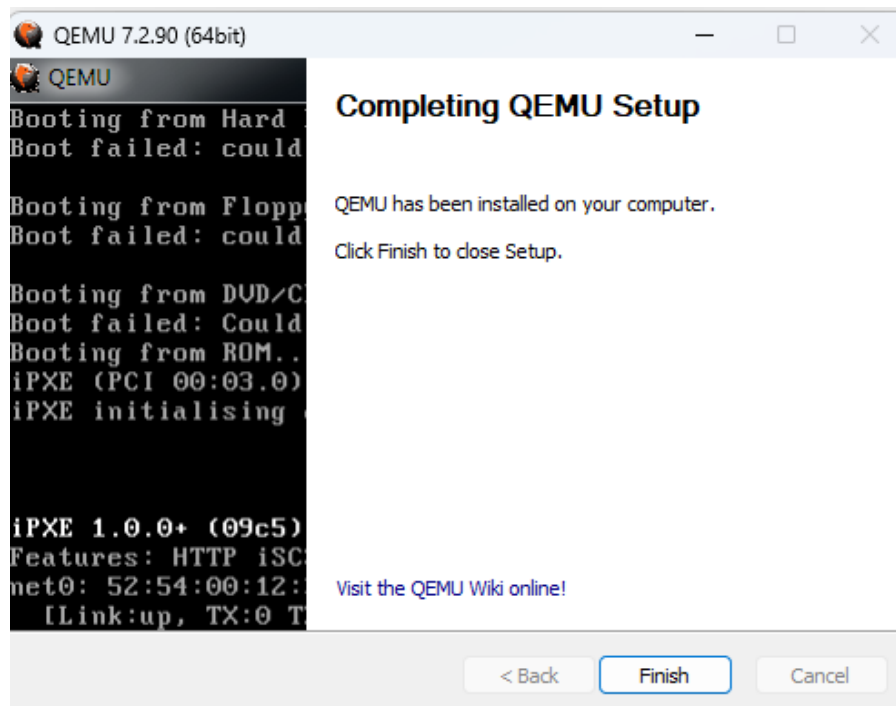 QEMU 7.2.90 (64bit)
QEMU
Booting from Hard
Boot failed: could
Booting from Flopp
Boot failed: could
Booting from DVD/C
Boot failed: Could
Booting from ROM..
iPXE (PCI 00:03.0)
iPXE initialising
iPXE 1.0.0+ (09c5)
Features: HTTP iSC
net0: 52:54:00:12:
[Link:up, TX:0 T
Completing QEMU Setup
QEMU has been installed on your computer.
Click Finish to close Setup.
Visit the QEMU Wiki online!
< Back
Finish
Cancel